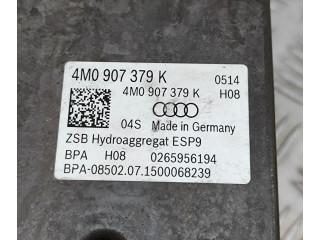 4M0 907 379 K 0514
4M0 907 379 K H08
04S Made in Germany
ZSB Hydroaggregat ESP9
BPA H08 0265956194
BPA-08502.07.1500068239